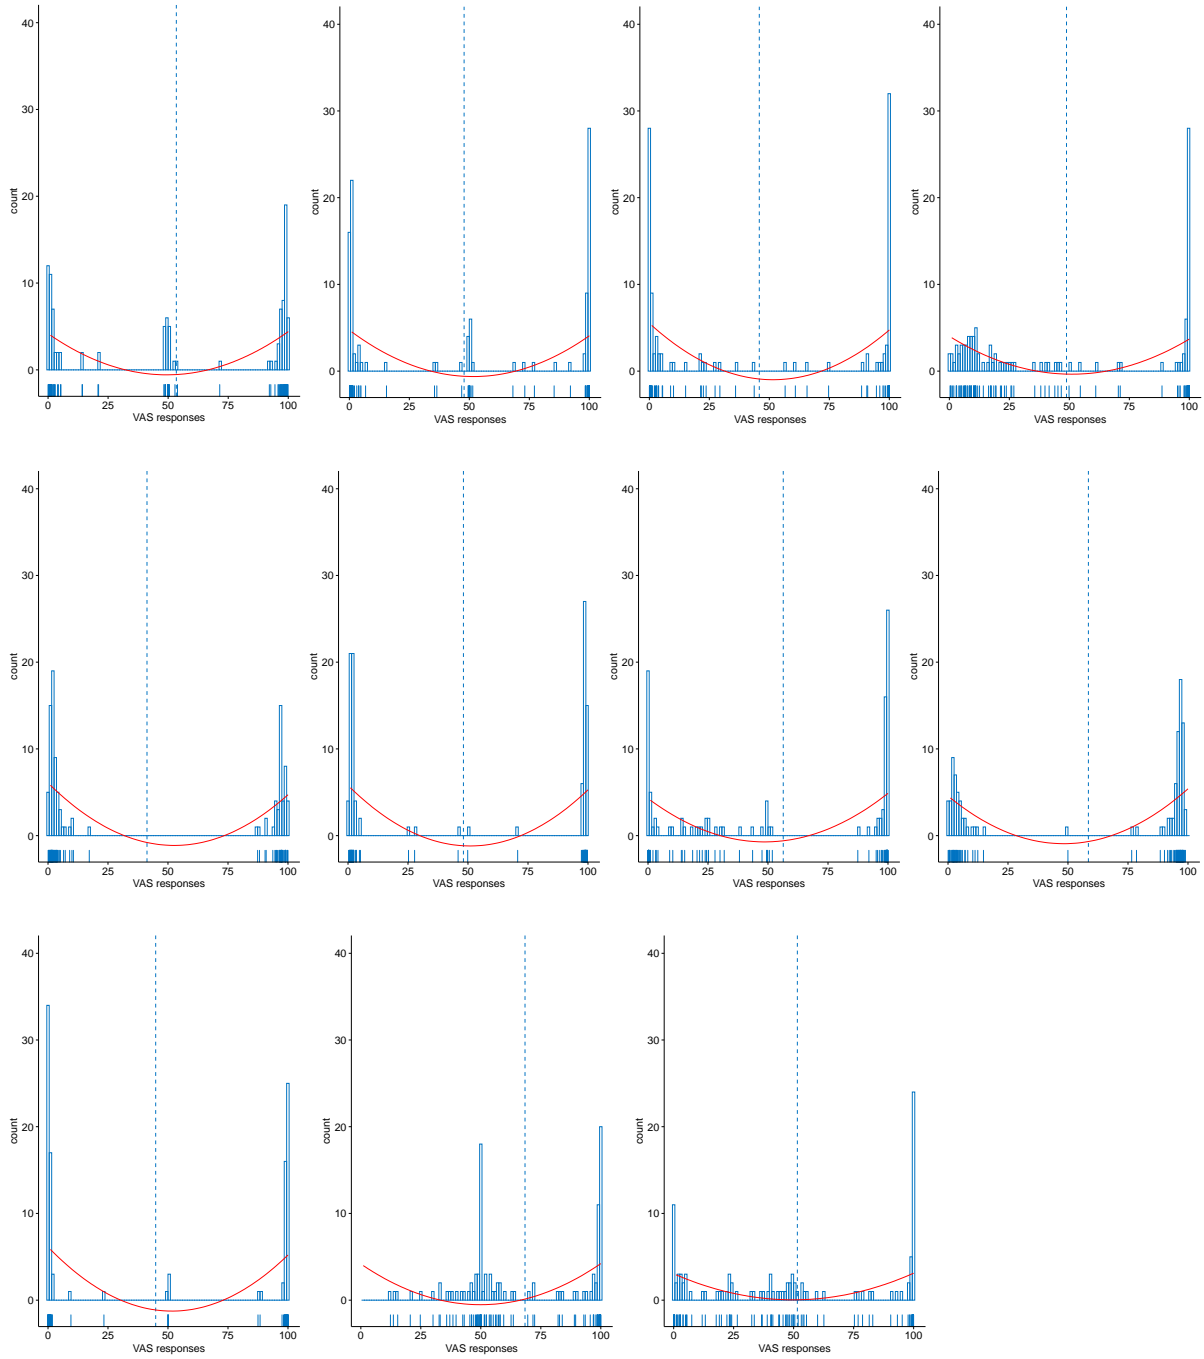 40 40 40 40
30 30 30 30
count count count count
20 20 20 20
10 10 10 10
0 0 0 0
0 25 50 75 100 0 25 50 75 100 0 25 50 75 100 0 25 50 75 100
VAS responses VAS responses VAS responses VAS responses
40 40 40 40
30 30 30 30
count count count count
20 20 20 20
10 10 10 10
0 0 0 0
0 25 50 75 100 0 25 50 75 100 0 25 50 75 100 0 25 50 75 100
VAS responses VAS responses VAS responses VAS responses
40 40 40
30 30 30
count count count
20 20 20
10 10 10
0 0 0
0 25 50 75 100 0 25 50 75 100 0 25 50 75 100
VAS responses VAS responses VAS responses